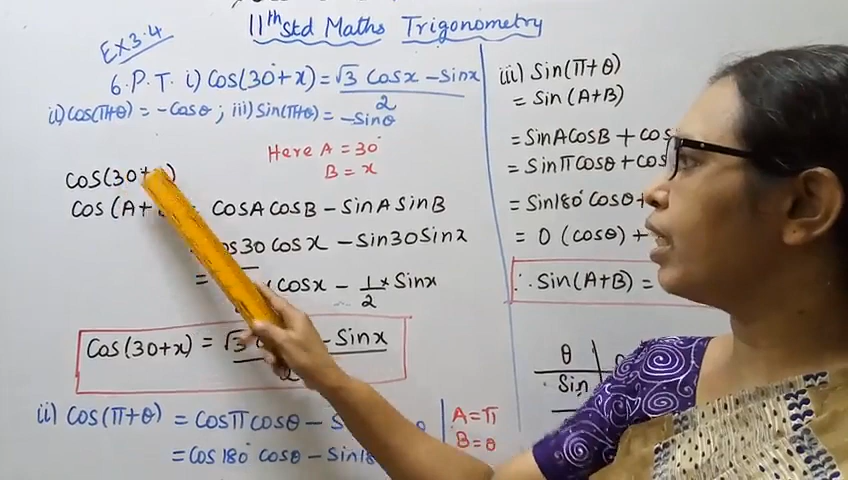 11th Std Maths Trigonometry
EX 3.4
6. P.T. i) Cos(30°+x) = √3 Cosx - Sinx
2
ii) Cos(π+θ) = -Cosθ ; iii) Sin(π+θ) = -Sinθ
Here A = 30°
B = x
Cos(30+
Cos (A+ = CosA CosB - SinA SinB
Cos30 Cosx - Sin30 Sinx
= x Cosx - 1/2 x Sinx
Cos(30+x) = √3 - Sinx
2
ii) Cos(π+θ) = Cosπ Cosθ -
= Cos 180° Cosθ - Sin18
A = π
B = θ
iii) Sin(π+θ)
= Sin (A+B)
= SinA CosB + Cos
= Sinπ Cosθ + Cos
= Sin180° Cosθ +
= 0 (Cosθ) +
∴ Sin(A+B) =
θ
Sin